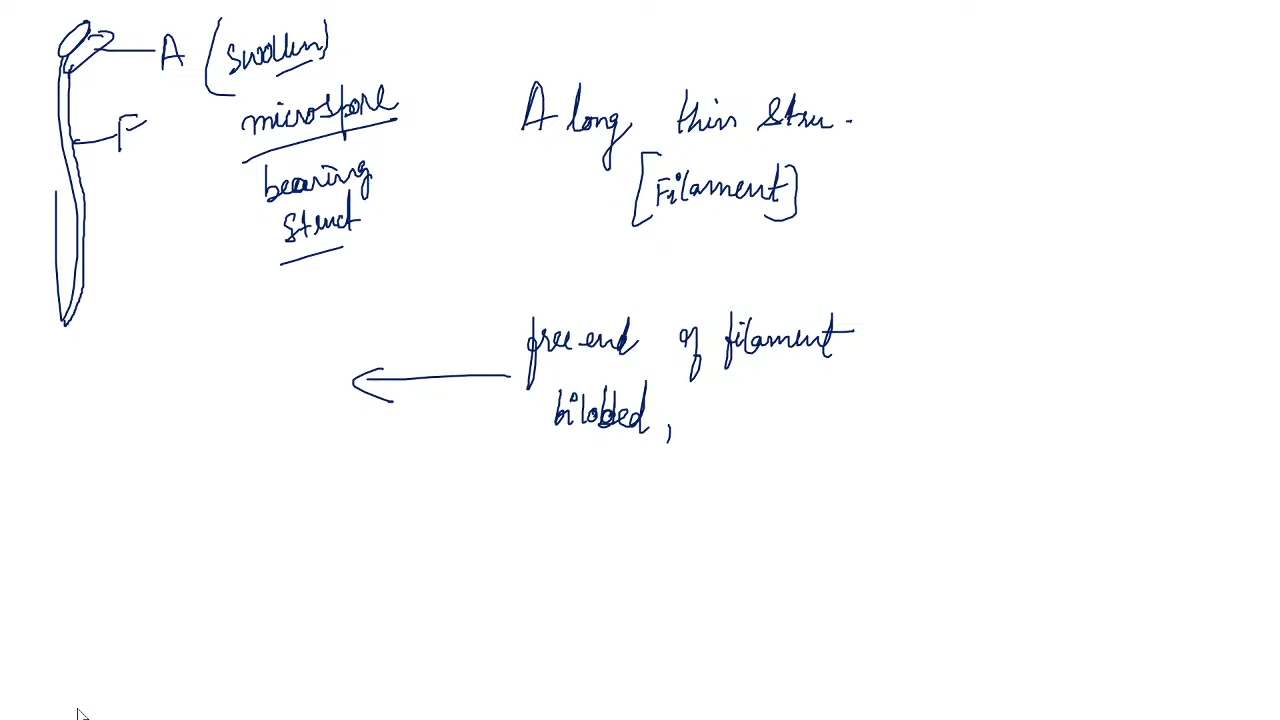 A (swollen)
F
microspore
bearing
struct
A long thin stru.
[Filament]
free end of filament
bilobed,